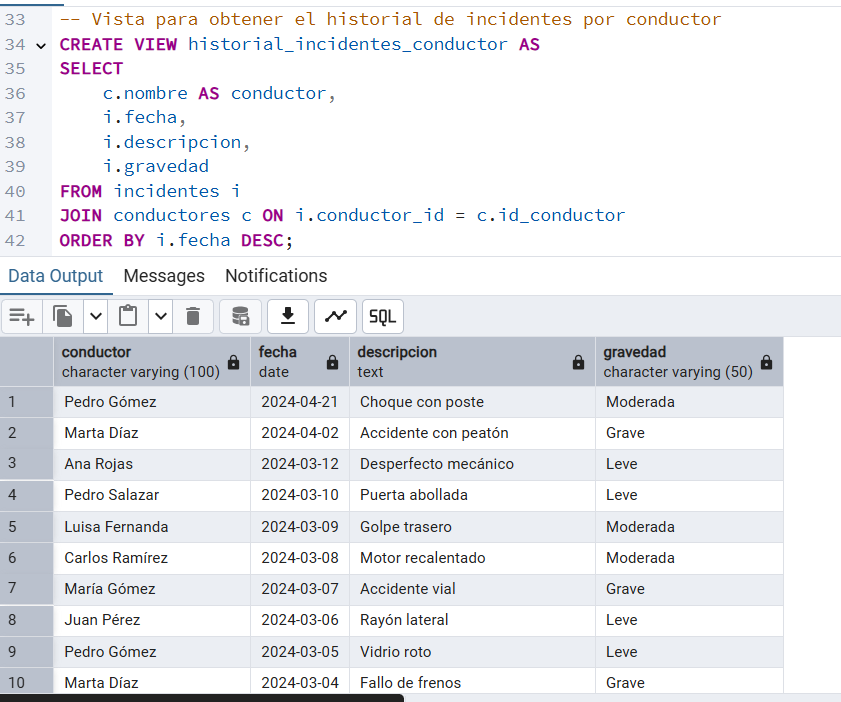 33 -- Vista para obtener el historial de incidentes por conductor
34 CREATE VIEW historial_incidentes_conductor AS
35 SELECT
36 c.nombre AS conductor,
37 i.fecha,
38 i.descripcion,
39 i.gravedad
40 FROM incidentes i
41 JOIN conductores c ON i.conductor_id = c.id_conductor
42 ORDER BY i.fecha DESC;
Data Output Messages Notifications
SQL
conductor fecha descripcion gravedad
character varying (100) date text character varying (50)
1 Pedro Gómez 2024-04-21 Choque con poste Moderada
2 Marta Díaz 2024-04-02 Accidente con peatón Grave
3 Ana Rojas 2024-03-12 Desperfecto mecánico Leve
4 Pedro Salazar 2024-03-10 Puerta abollada Leve
5 Luisa Fernanda 2024-03-09 Golpe trasero Moderada
6 Carlos Ramírez 2024-03-08 Motor recalentado Moderada
7 María Gómez 2024-03-07 Accidente vial Grave
8 Juan Pérez 2024-03-06 Rayón lateral Leve
9 Pedro Gómez 2024-03-05 Vidrio roto Leve
10 Marta Díaz 2024-03-04 Fallo de frenos Grave